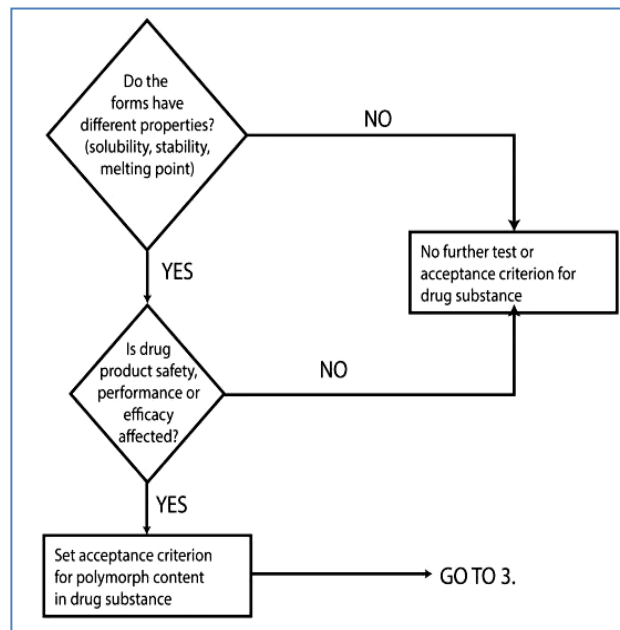 Do the
forms have
different properties?
(solubility, stability,
melting point)
NO
No further test or
acceptance criterion for
drug substance
YES
Is drug
product safety,
performance or
efficacy
affected?
NO
YES
Set acceptance criterion
for polymorph content
in drug substance
GO TO 3.